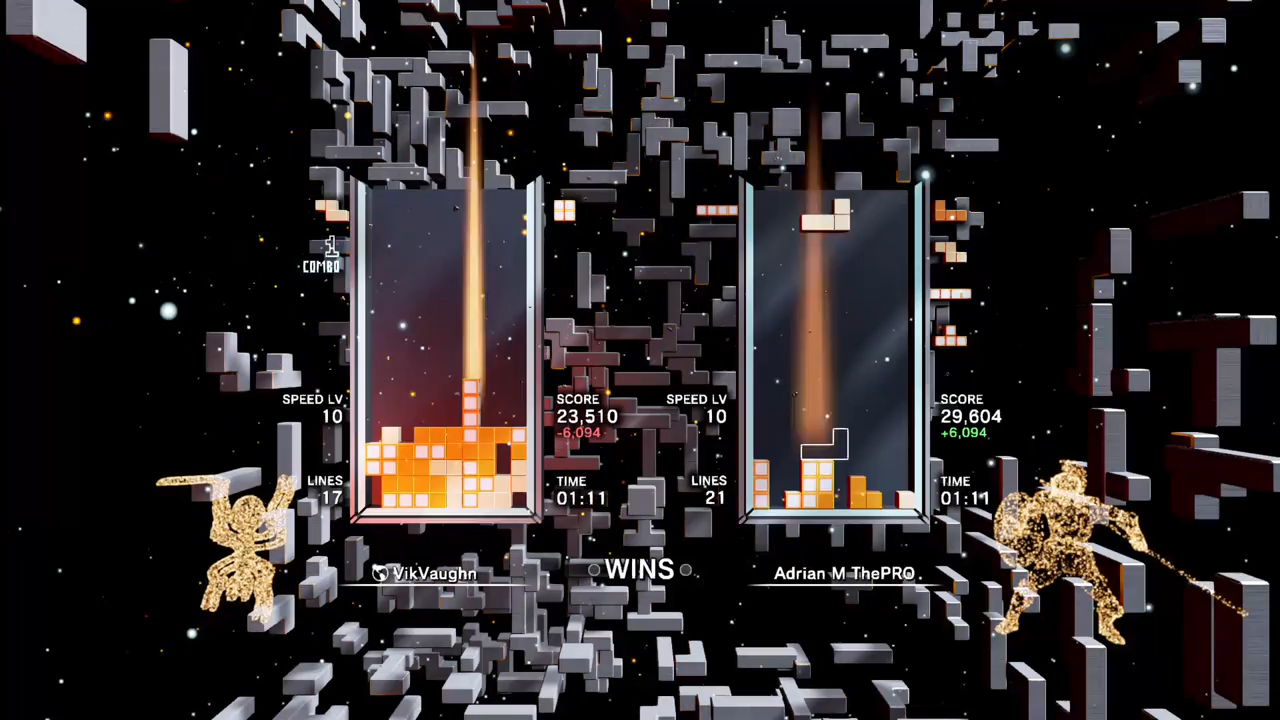 1
COMBO
SPEED LV
10
LINES
17
SCORE
23,510
-6,094
TIME
01:11
VikVaughn
WINS
SPEED LV
10
LINES
21
SCORE
29,604
+6,094
TIME
01:11
Adrian M ThePRO